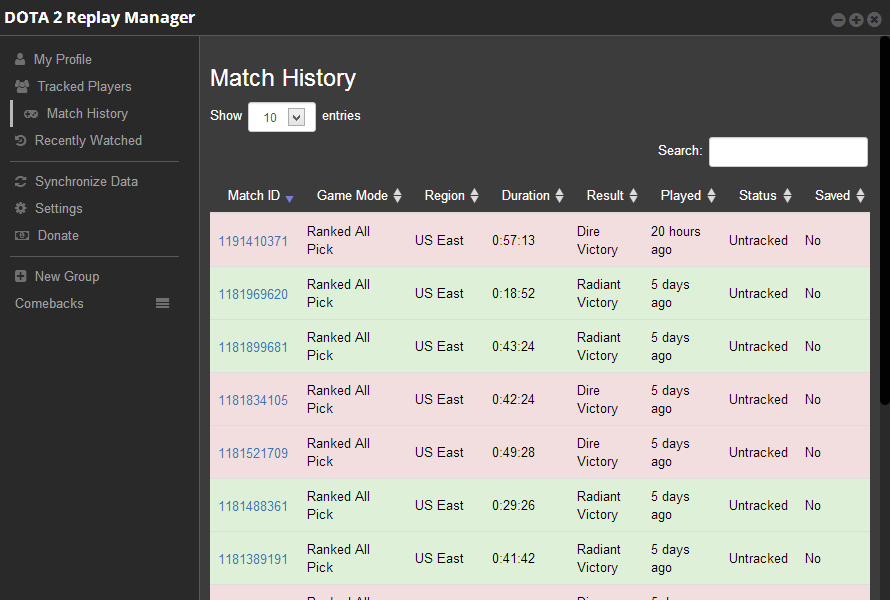 DOTA 2 Replay Manager
My Profile
Tracked Players
Match History
Recently Watched
Synchronize Data
Settings
Donate
New Group
Comebacks
Match History
Show 10 entries
Search:
Match ID Game Mode Region Duration Result Played Status Saved
1191410371 Ranked All Pick US East 0:57:13 Dire Victory 20 hours ago Untracked No
1181969620 Ranked All Pick US East 0:18:52 Radiant Victory 5 days ago Untracked No
1181899681 Ranked All Pick US East 0:43:24 Radiant Victory 5 days ago Untracked No
1181834105 Ranked All Pick US East 0:42:24 Dire Victory 5 days ago Untracked No
1181521709 Ranked All Pick US East 0:49:28 Dire Victory 5 days ago Untracked No
1181488361 Ranked All Pick US East 0:29:26 Radiant Victory 5 days ago Untracked No
1181389191 Ranked All Pick US East 0:41:42 Radiant Victory 5 days ago Untracked No